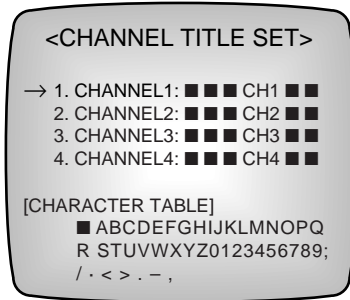 <CHANNEL TITLE SET>
→ 1. CHANNEL1: ■ ■ ■ CH1 ■ ■
2. CHANNEL2: ■ ■ ■ CH2 ■ ■
3. CHANNEL3: ■ ■ ■ CH3 ■ ■
4. CHANNEL4: ■ ■ ■ CH4 ■ ■
[CHARACTER TABLE]
■ ABCDEFGHIJKLMNOPQ
R STUVWXYZ0123456789;
/ · < > . – ,